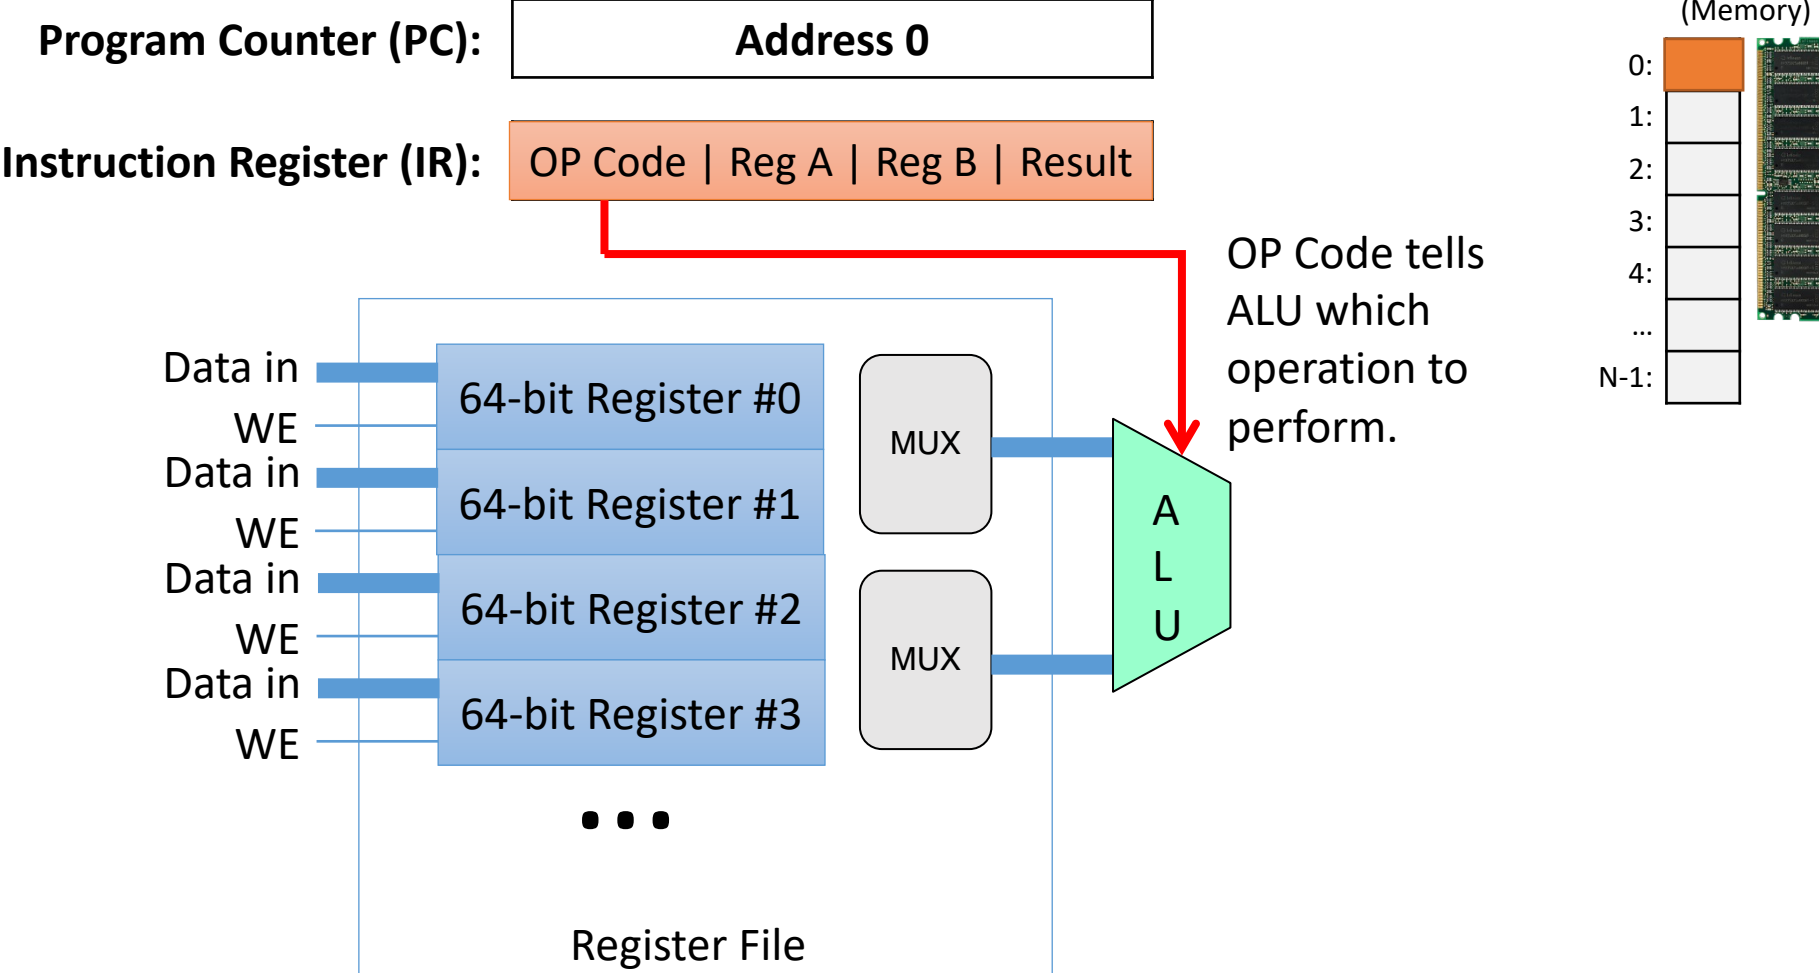 (Memory)
Program Counter (PC):
Address 0
Instruction Register (IR):
OP Code | Reg A | Reg B | Result
0:
1:
2:
3:
4:
...
N-1:
OP Code tells
ALU which
operation to
perform.
Data in
WE
Data in
WE
Data in
WE
Data in
WE
64-bit Register #0
64-bit Register #1
64-bit Register #2
64-bit Register #3
MUX
MUX
A
L
U
...
Register File